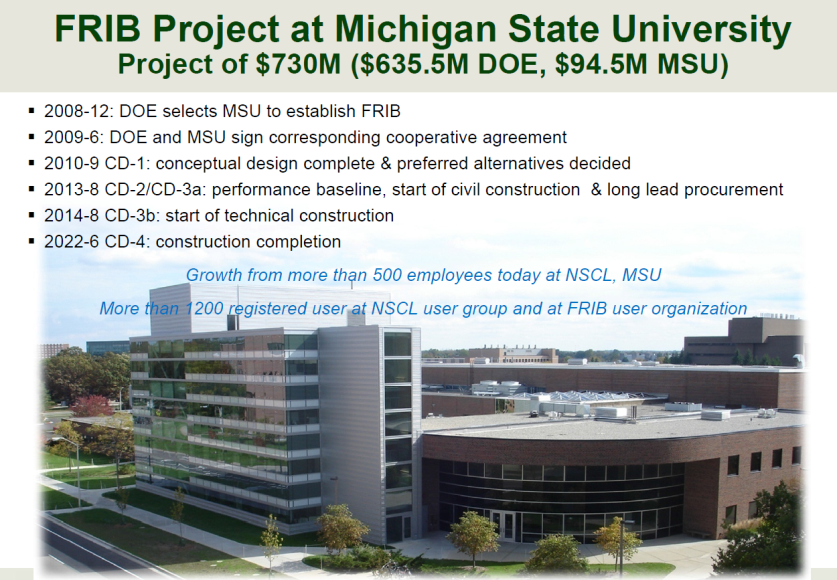 FRIB Project at Michigan State University
Project of $730M ($635.5M DOE, $94.5M MSU)
▪ 2008-12: DOE selects MSU to establish FRIB
▪ 2009-6: DOE and MSU sign corresponding cooperative agreement
▪ 2010-9 CD-1: conceptual design complete & preferred alternatives decided
▪ 2013-8 CD-2/CD-3a: performance baseline, start of civil construction & long lead procurement
▪ 2014-8 CD-3b: start of technical construction
▪ 2022-6 CD-4: construction completion
Growth from more than 500 employees today at NSCL, MSU
More than 1200 registered user at NSCL user group and at FRIB user organization